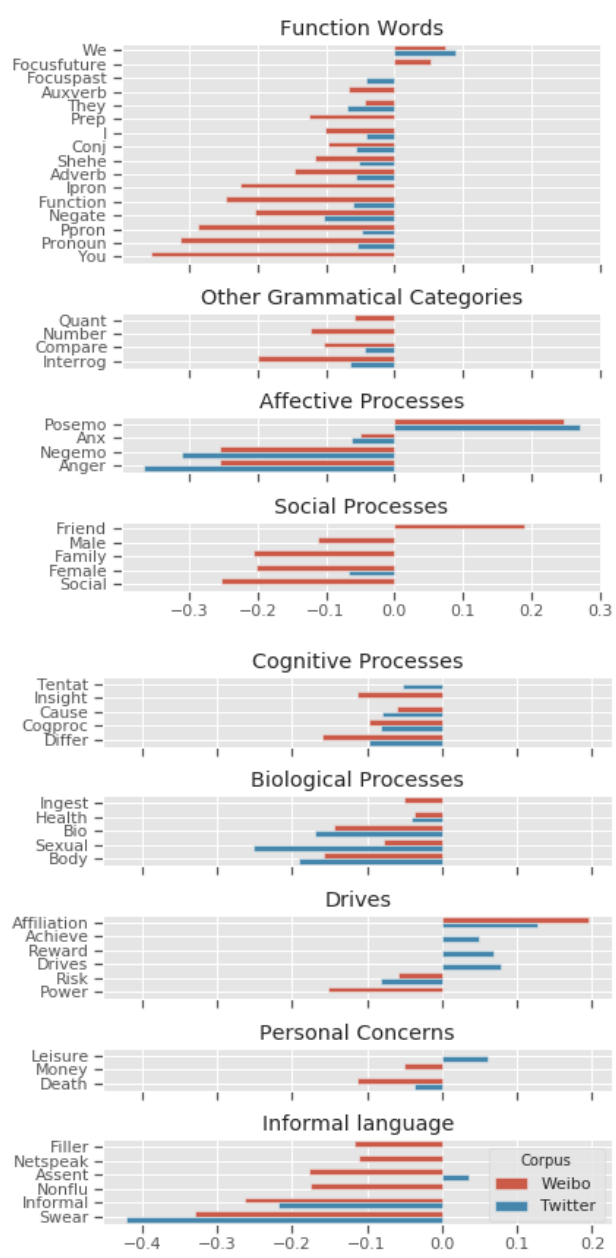 Function Words
We
Focusfuture
Focuspast
Auxverb
They
Prep
I
Conj
Shehe
Adverb
Ipron
Function
Negate
Ppron
Pronoun
You
Other Grammatical Categories
Quant
Number
Compare
Interrog
Affective Processes
Posemo
Anx
Negemo
Anger
Social Processes
Friend
Male
Family
Female
Social
−0.3 −0.2 −0.1 0.0 0.1 0.2 0.3
Cognitive Processes
Tentat
Insight
Cause
Cogproc
Differ
Biological Processes
Ingest
Health
Bio
Sexual
Body
Drives
Affiliation
Achieve
Reward
Drives
Risk
Power
Personal Concerns
Leisure
Money
Death
Informal language
Filler
Netspeak
Assent
Nonflu
Informal
Swear
Corpus
Weibo
Twitter
−0.4 −0.3 −0.2 −0.1 0.0 0.1 0.2